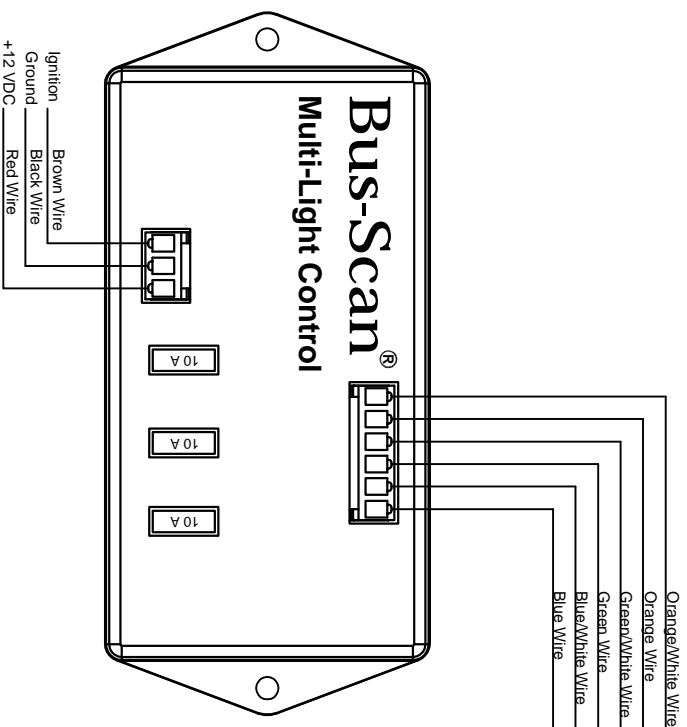 Bus-Scan®
Multi-Light Control
Orange/White Wire
Orange Wire
Green/White Wire
Green Wire
Blue/White Wire
Blue Wire
10 A
10 A
10 A
Ignition Brown Wire
Ground Black Wire
+12 VDC Red Wire